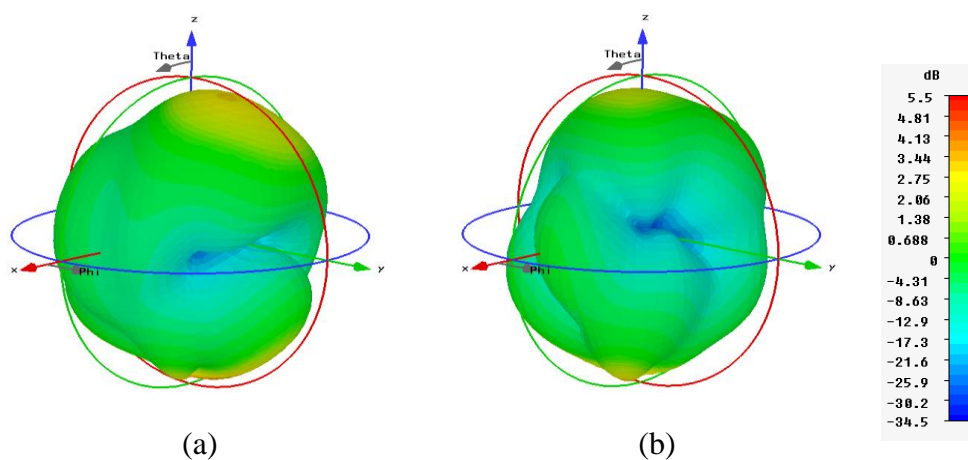 z
Theta
x
Phi
y
(a)
z
Theta
x
Phi
y
(b)
dB
5.5
4.81
4.13
3.44
2.75
2.06
1.38
0.688
0
-4.31
-8.63
-12.9
-17.3
-21.6
-25.9
-30.2
-34.5